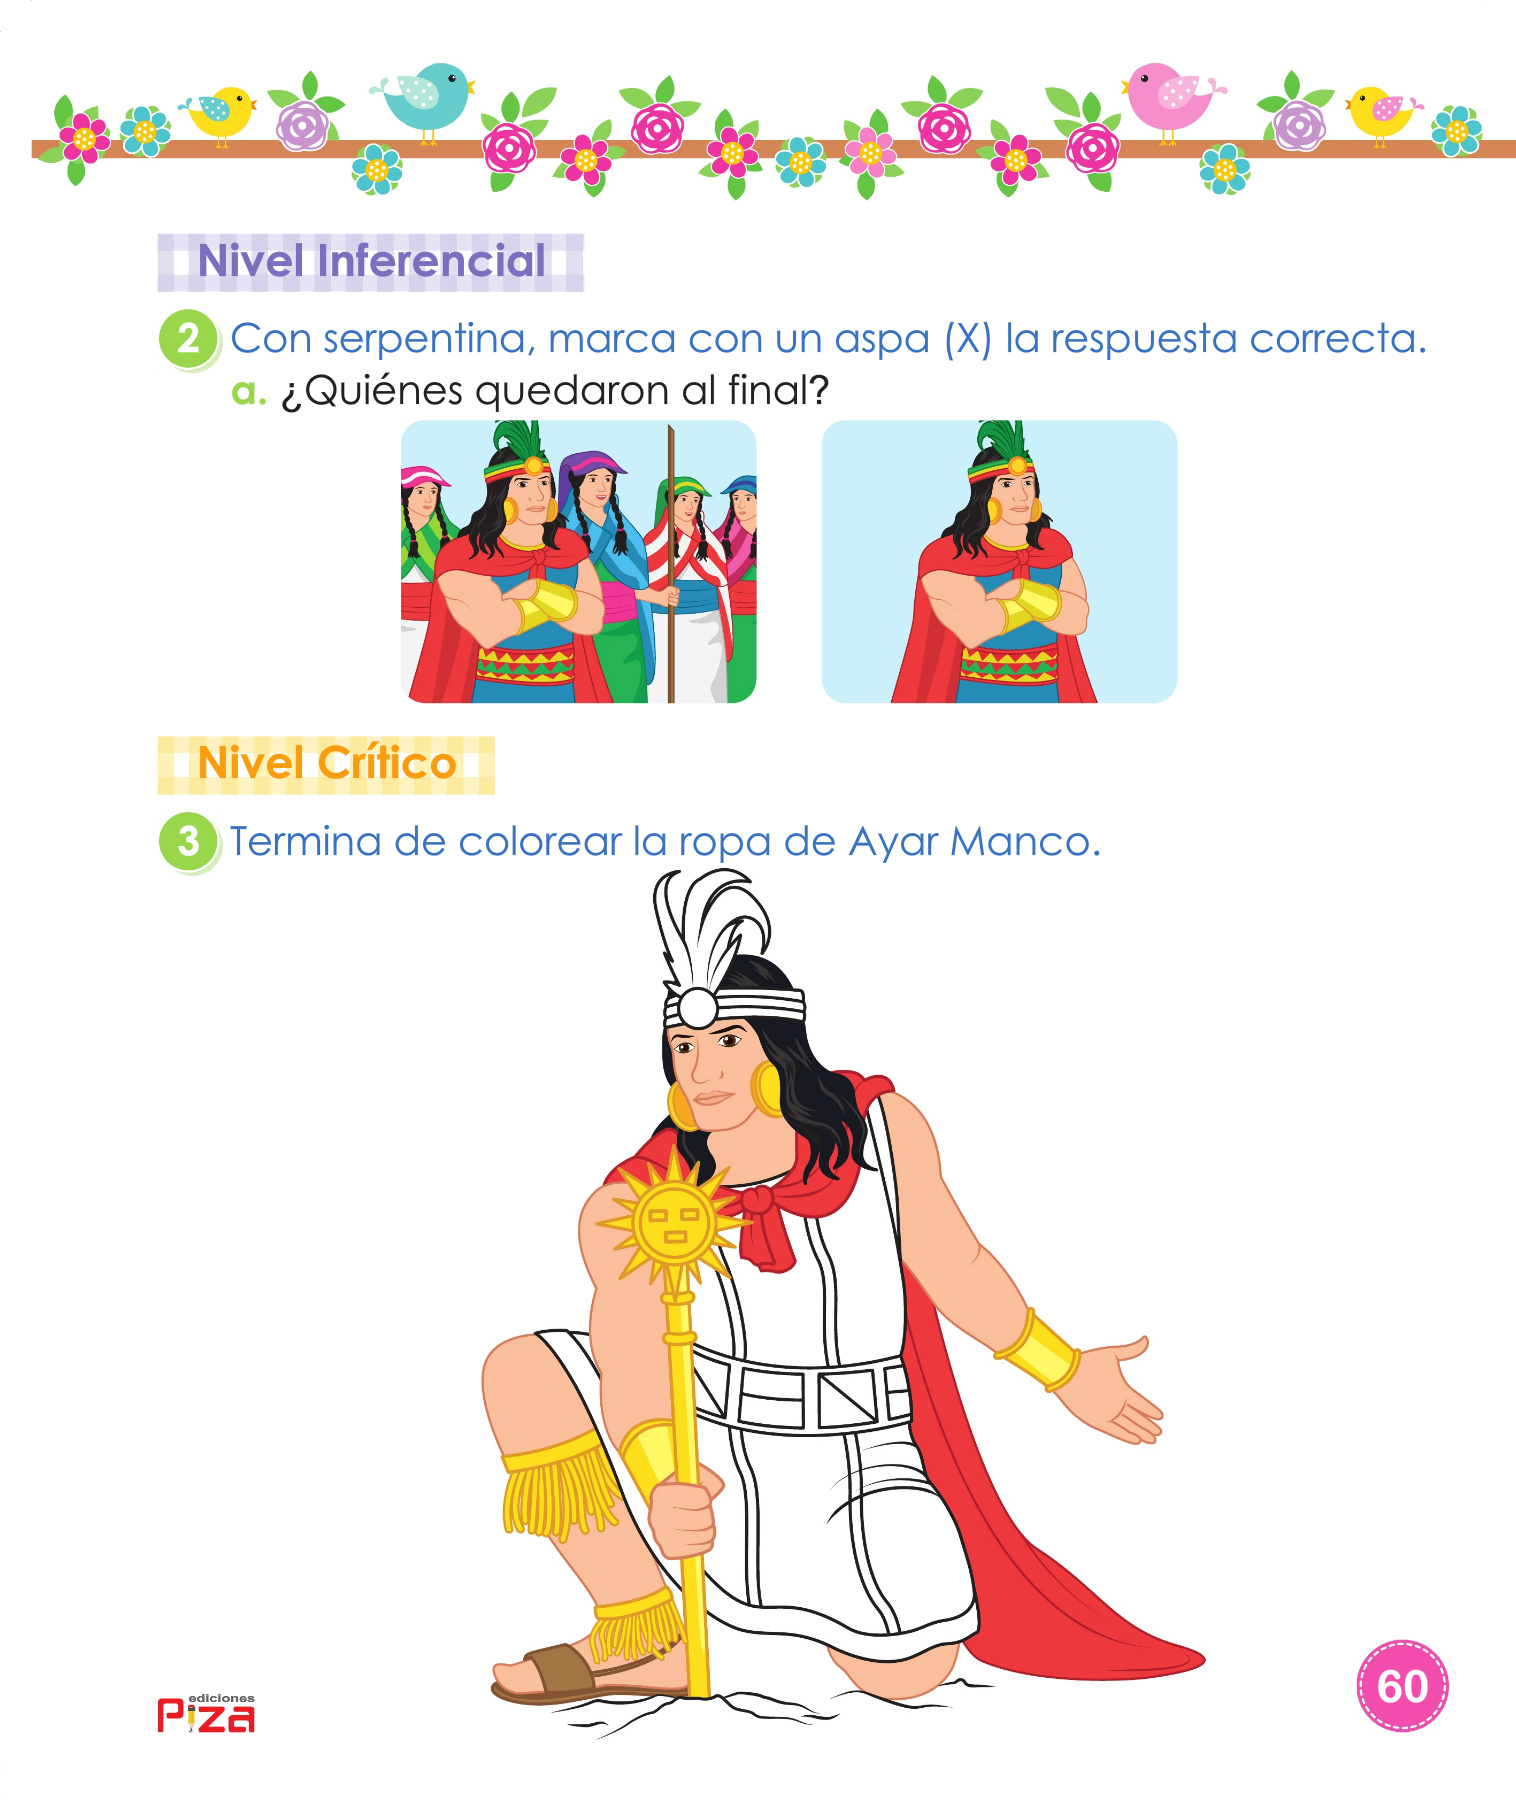 Nivel Inferencial
2 Con serpentina, marca con un aspa (X) la respuesta correcta.
a. ¿Quiénes quedaron al final?
Nivel Crítico
3 Termina de colorear la ropa de Ayar Manco.
ediciones
Piza
60